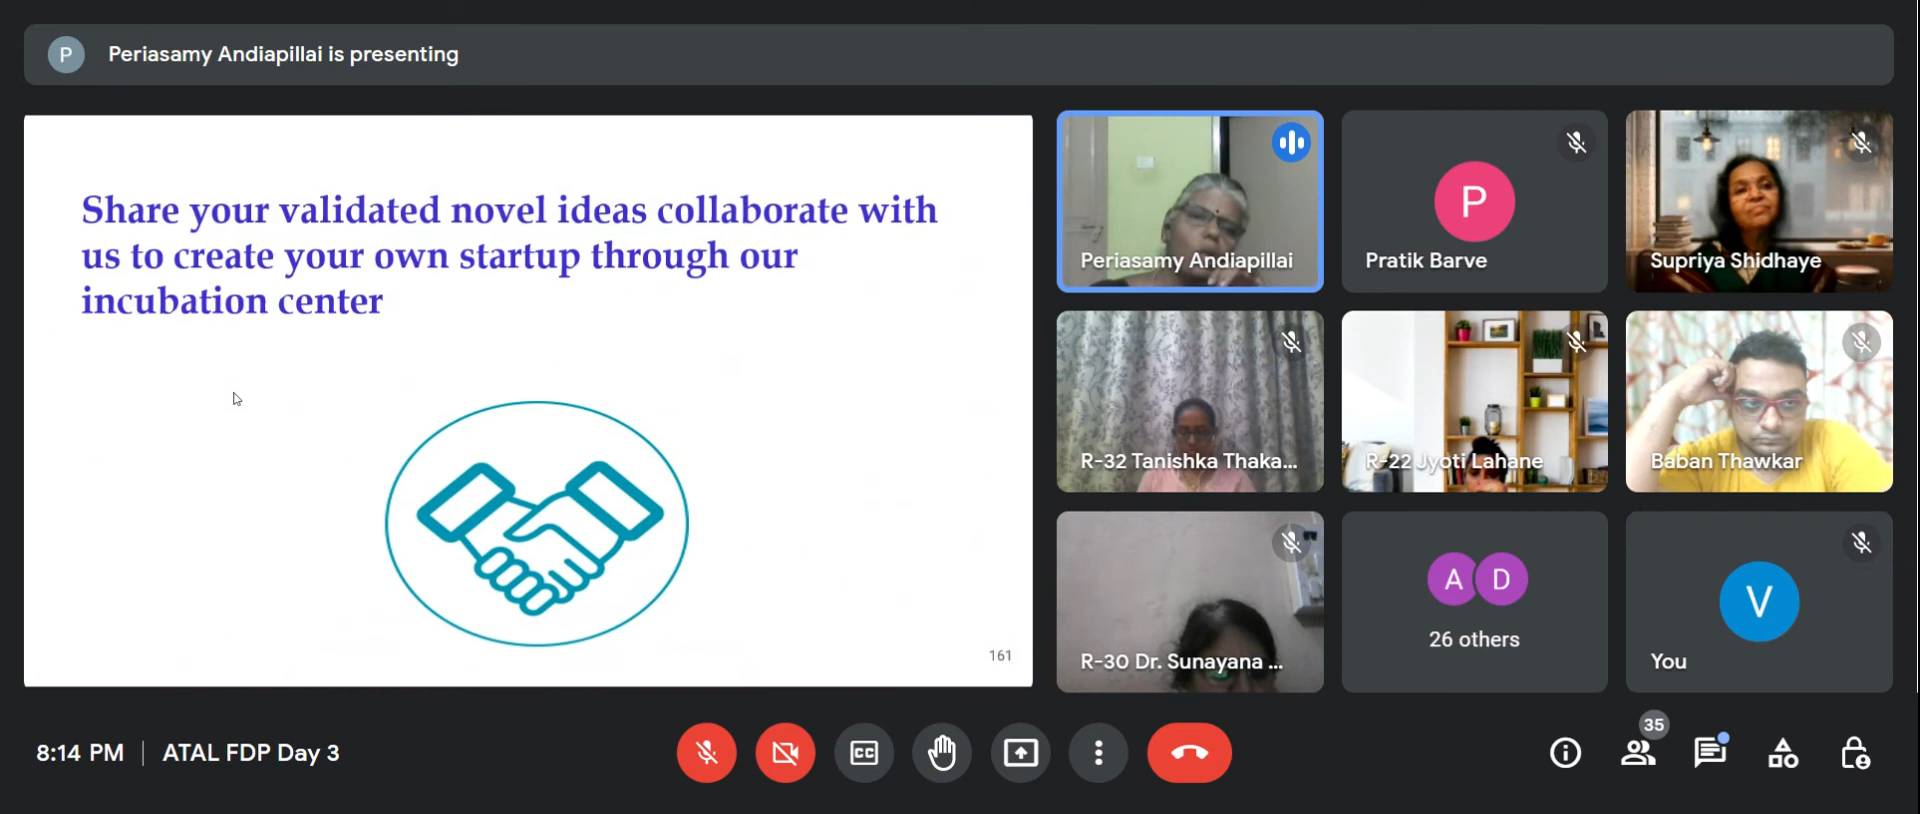 P
Periasamy Andiapillai is presenting
Share your validated novel ideas collaborate with
us to create your own startup through our
incubation center
161
Periasamy Andiapillai
P
Pratik Barve
Supriya Shidhaye
R-32 Tanishka Thaka...
R-22 Jyoti Lahane
Baban Thawkar
R-30 Dr. Sunayana ...
A D
26 others
V
You
8:14 PM
ATAL FDP Day 3
CC
35